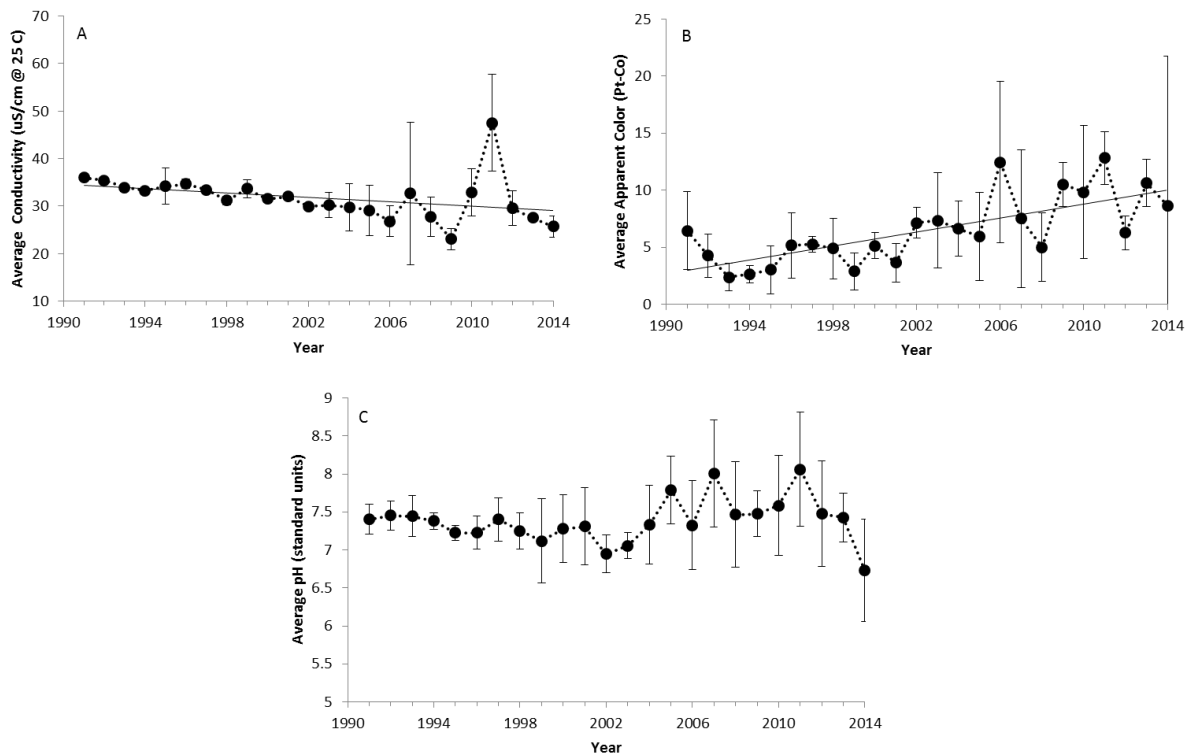 A
Average Conductivity (uS/cm @ 25 C)
70
60
50
40
30
20
10
1990 1994 1998 2002 2006 2010 2014
Year
B
Average Apparent Color (Pt-Co)
25
20
15
10
5
0
1990 1994 1998 2002 2006 2010 2014
Year
C
Average pH (standard units)
9
8.5
8
7.5
7
6.5
6
5.5
5
1990 1994 1998 2002 2006 2010 2014
Year